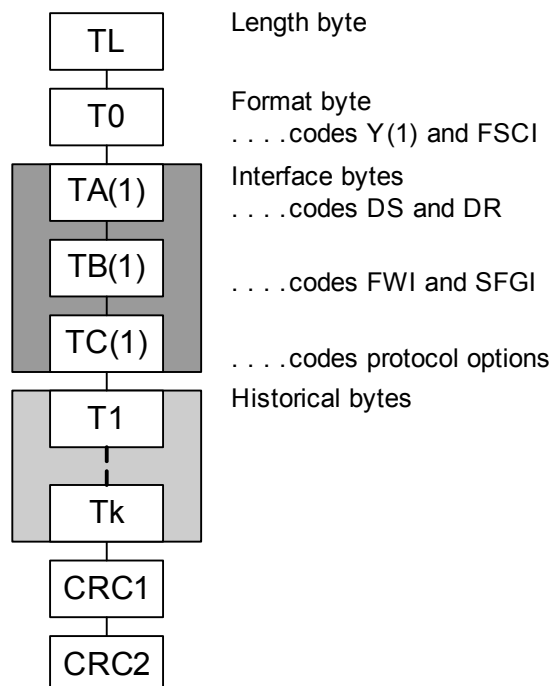 TL Length byte
T0 Format byte
. . . . codes Y(1) and FSCI
TA(1) Interface bytes
. . . . codes DS and DR
TB(1) . . . . codes FWI and SFGI
TC(1) . . . . codes protocol options
T1 Historical bytes
Tk
CRC1
CRC2